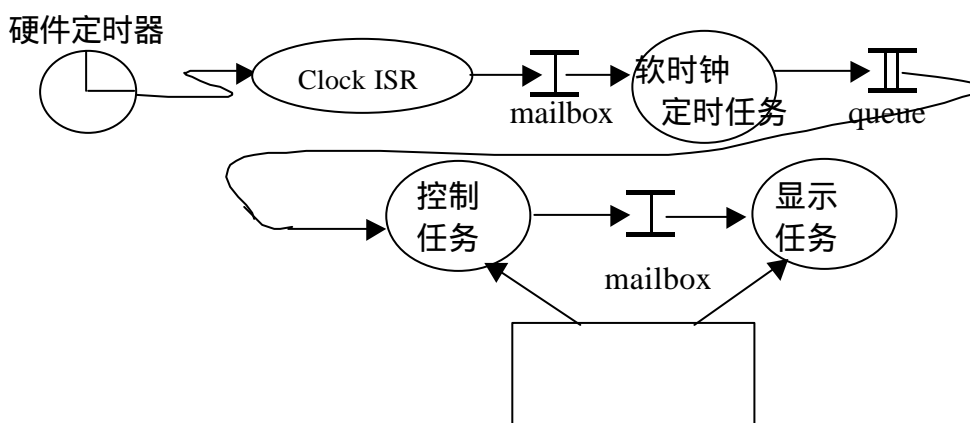 硬件定时器
Clock ISR
mailbox
软时钟
定时任务
queue
控制
任务
mailbox
显示
任务